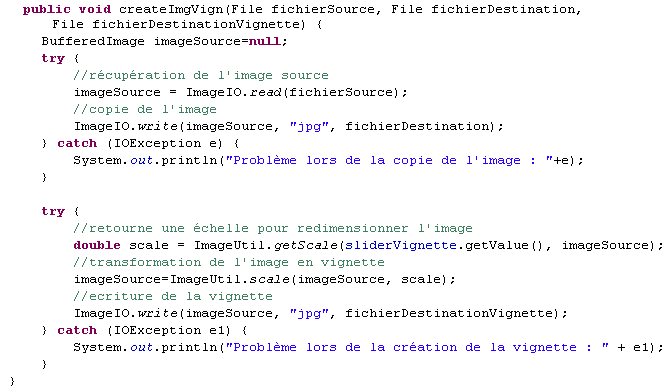 public void createImgVign(File fichierSource, File fichierDestination,
File fichierDestinationVignette) {
BufferedImage imageSource=null;
try {
//récupération de l'image source
imageSource = ImageIO.read(fichierSource);
//copie de l'image
ImageIO.write(imageSource, "jpg", fichierDestination);
} catch (IOException e) {
System.out.println("Problème lors de la copie de l'image : "+e);
}
try {
//retourne une échelle pour redimensionner l'image
double scale = ImageUtil.getScale(sliderVignette.getValue(), imageSource);
//transformation de l'image en vignette
imageSource=ImageUtil.scale(imageSource, scale);
//ecriture de la vignette
ImageIO.write(imageSource, "jpg", fichierDestinationVignette);
} catch (IOException e1) {
System.out.println("Problème lors de la création de la vignette : " + e1);
}
}